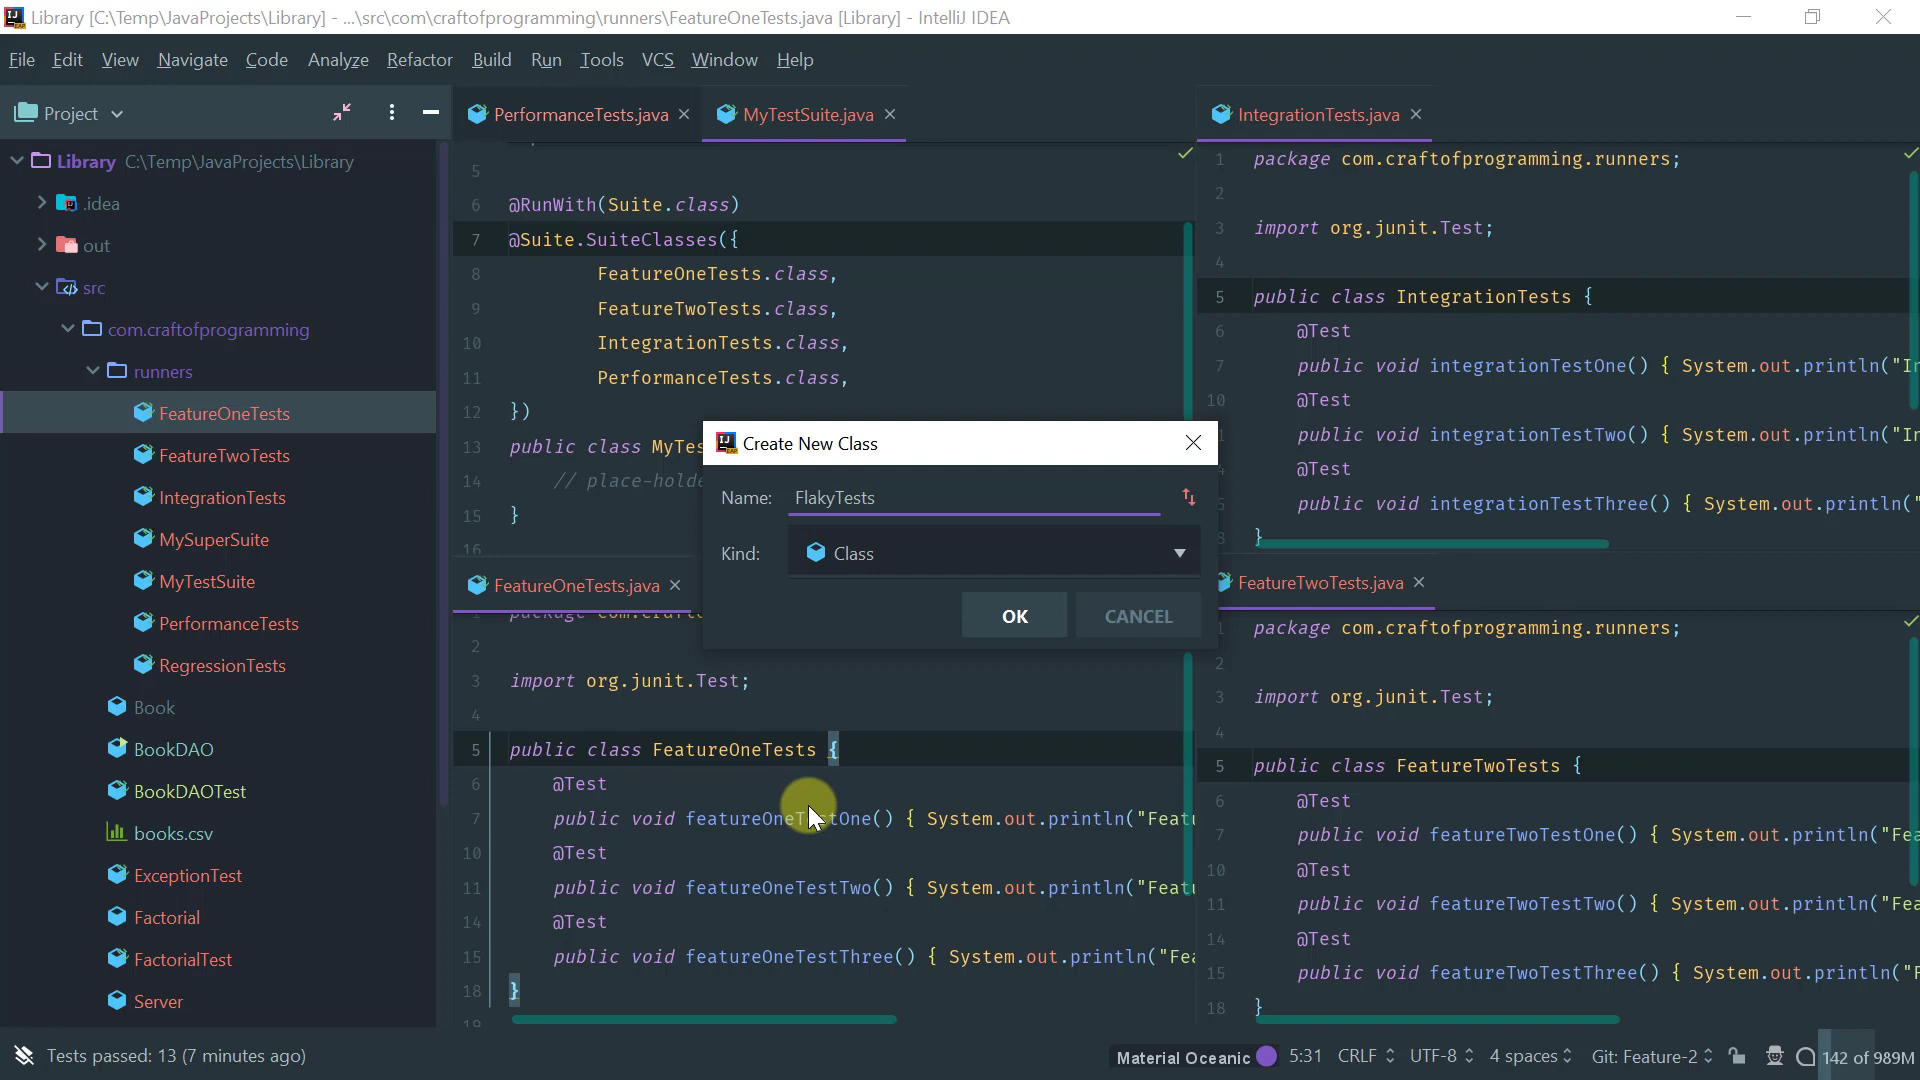 Library [C:\Temp\JavaProjects\Library] - ...\src\com\craftofprogramming\runners\FeatureOneTests.java [Library] - IntelliJ IDEA
File Edit View Navigate Code Analyze Refactor Build Run Tools VCS Window Help
Project
Library C:\Temp\JavaProjects\Library
.idea
out
src
com.craftofprogramming
runners
FeatureOneTests
FeatureTwoTests
IntegrationTests
MySuperSuite
MyTestSuite
PerformanceTests
RegressionTests
Book
BookDAO
BookDAOTest
books.csv
ExceptionTest
Factorial
FactorialTest
Server
PerformanceTests.java MyTestSuite.java
5
6 @RunWith(Suite.class)
7 @Suite.SuiteClasses({
8 FeatureOneTests.class,
9 FeatureTwoTests.class,
10 IntegrationTests.class,
11 PerformanceTests.class,
12 })
13 public class MyTes
14 // place-holde
15 }
16
IntegrationTests.java
1 package com.craftofprogramming.runners;
2
3 import org.junit.Test;
4
5 public class IntegrationTests {
6 @Test
7 public void integrationTestOne() { System.out.println("In
10 @Test
public void integrationTestTwo() { System.out.println("In
@Test
public void integrationTestThree() { System.out.println("
}
Create New Class
Name: FlakyTests
Kind: Class
OK CANCEL
FeatureOneTests.java
2
3 import org.junit.Test;
4
5 public class FeatureOneTests {
6 @Test
7 public void featureOneTestOne() { System.out.println("Featu
10 @Test
11 public void featureOneTestTwo() { System.out.println("Featu
14 @Test
15 public void featureOneTestThree() { System.out.println("Fea
18 }
19
FeatureTwoTests.java
1 package com.craftofprogramming.runners;
2
3 import org.junit.Test;
4
5 public class FeatureTwoTests {
6 @Test
7 public void featureTwoTestOne() { System.out.println("Fea
10 @Test
11 public void featureTwoTestTwo() { System.out.println("Fea
14 @Test
15 public void featureTwoTestThree() { System.out.println("F
18 }
Tests passed: 13 (7 minutes ago)
Material Oceanic 5:31 CRLF UTF-8 4 spaces Git: Feature-2 142 of 989M